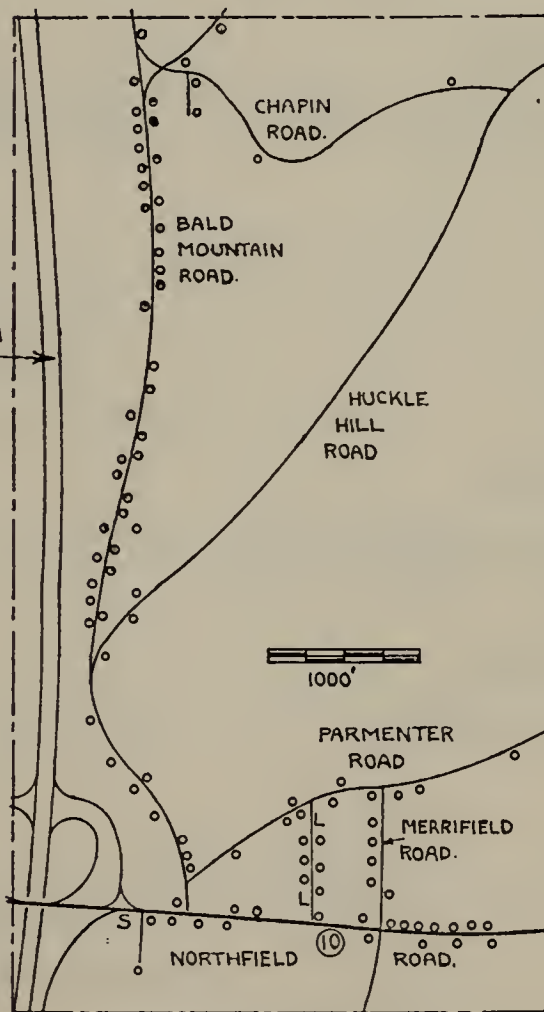 CHAPIN
ROAD.
BALD
MOUNTAIN
ROAD.
HUCKLE
HILL
ROAD
1000'
PARMENTER
ROAD
L
MERRIFIELD
ROAD.
L
S
10
NORTHFIELD ROAD.